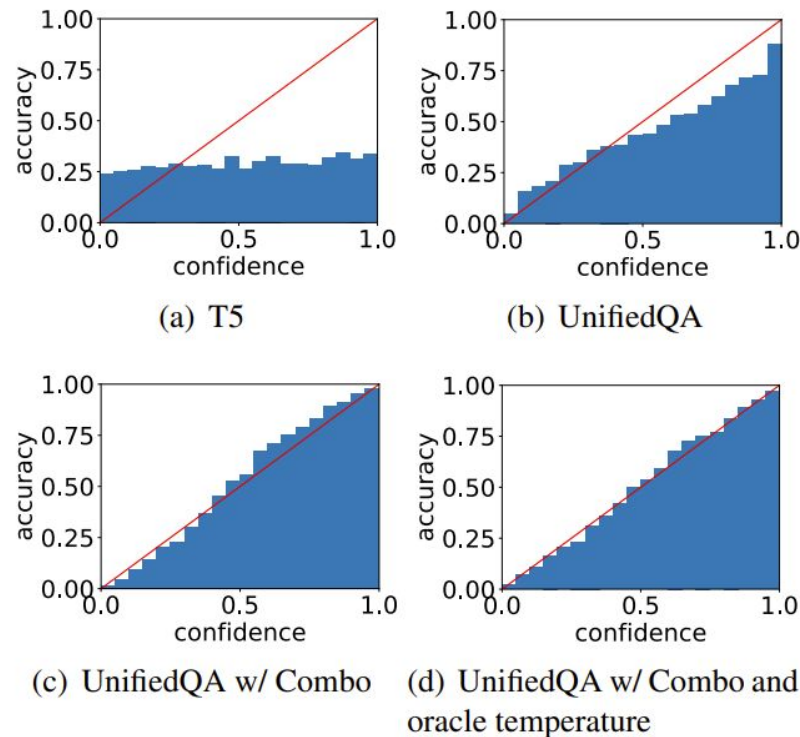 1.00
0.75
0.50
0.25
0.00
accuracy
0.0 0.5 1.0
confidence
(a) T5
1.00
0.75
0.50
0.25
0.00
accuracy
0.0 0.5 1.0
confidence
(b) UnifiedQA
1.00
0.75
0.50
0.25
0.00
accuracy
0.0 0.5 1.0
confidence
(c) UnifiedQA w/ Combo
1.00
0.75
0.50
0.25
0.00
accuracy
0.0 0.5 1.0
confidence
(d) UnifiedQA w/ Combo and
oracle temperature